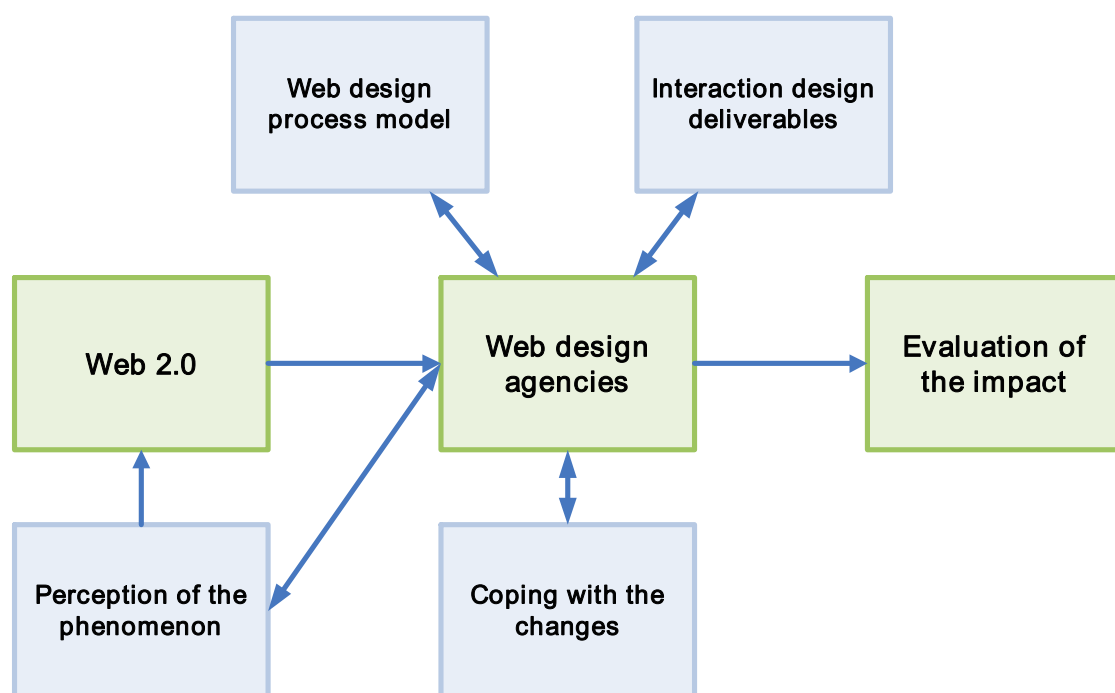 Web design
process model
Interaction design
deliverables
Web 2.0
Web design
agencies
Evaluation of
the impact
Perception of the
phenomenon
Coping with the
changes